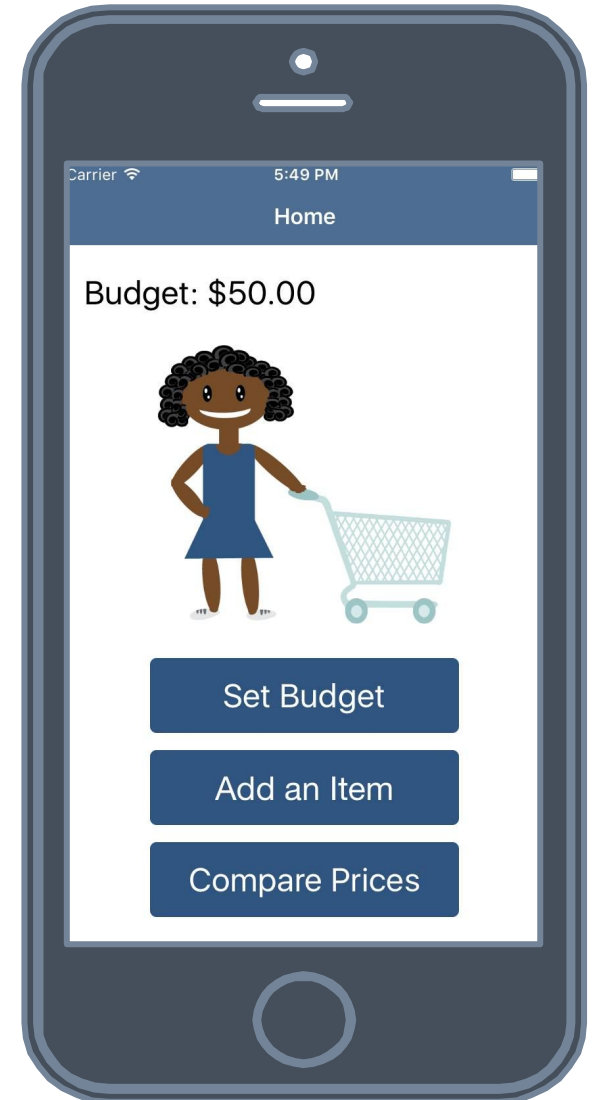 Carrier 5:49 PM
Home
Budget: $50.00
Set Budget
Add an Item
Compare Prices